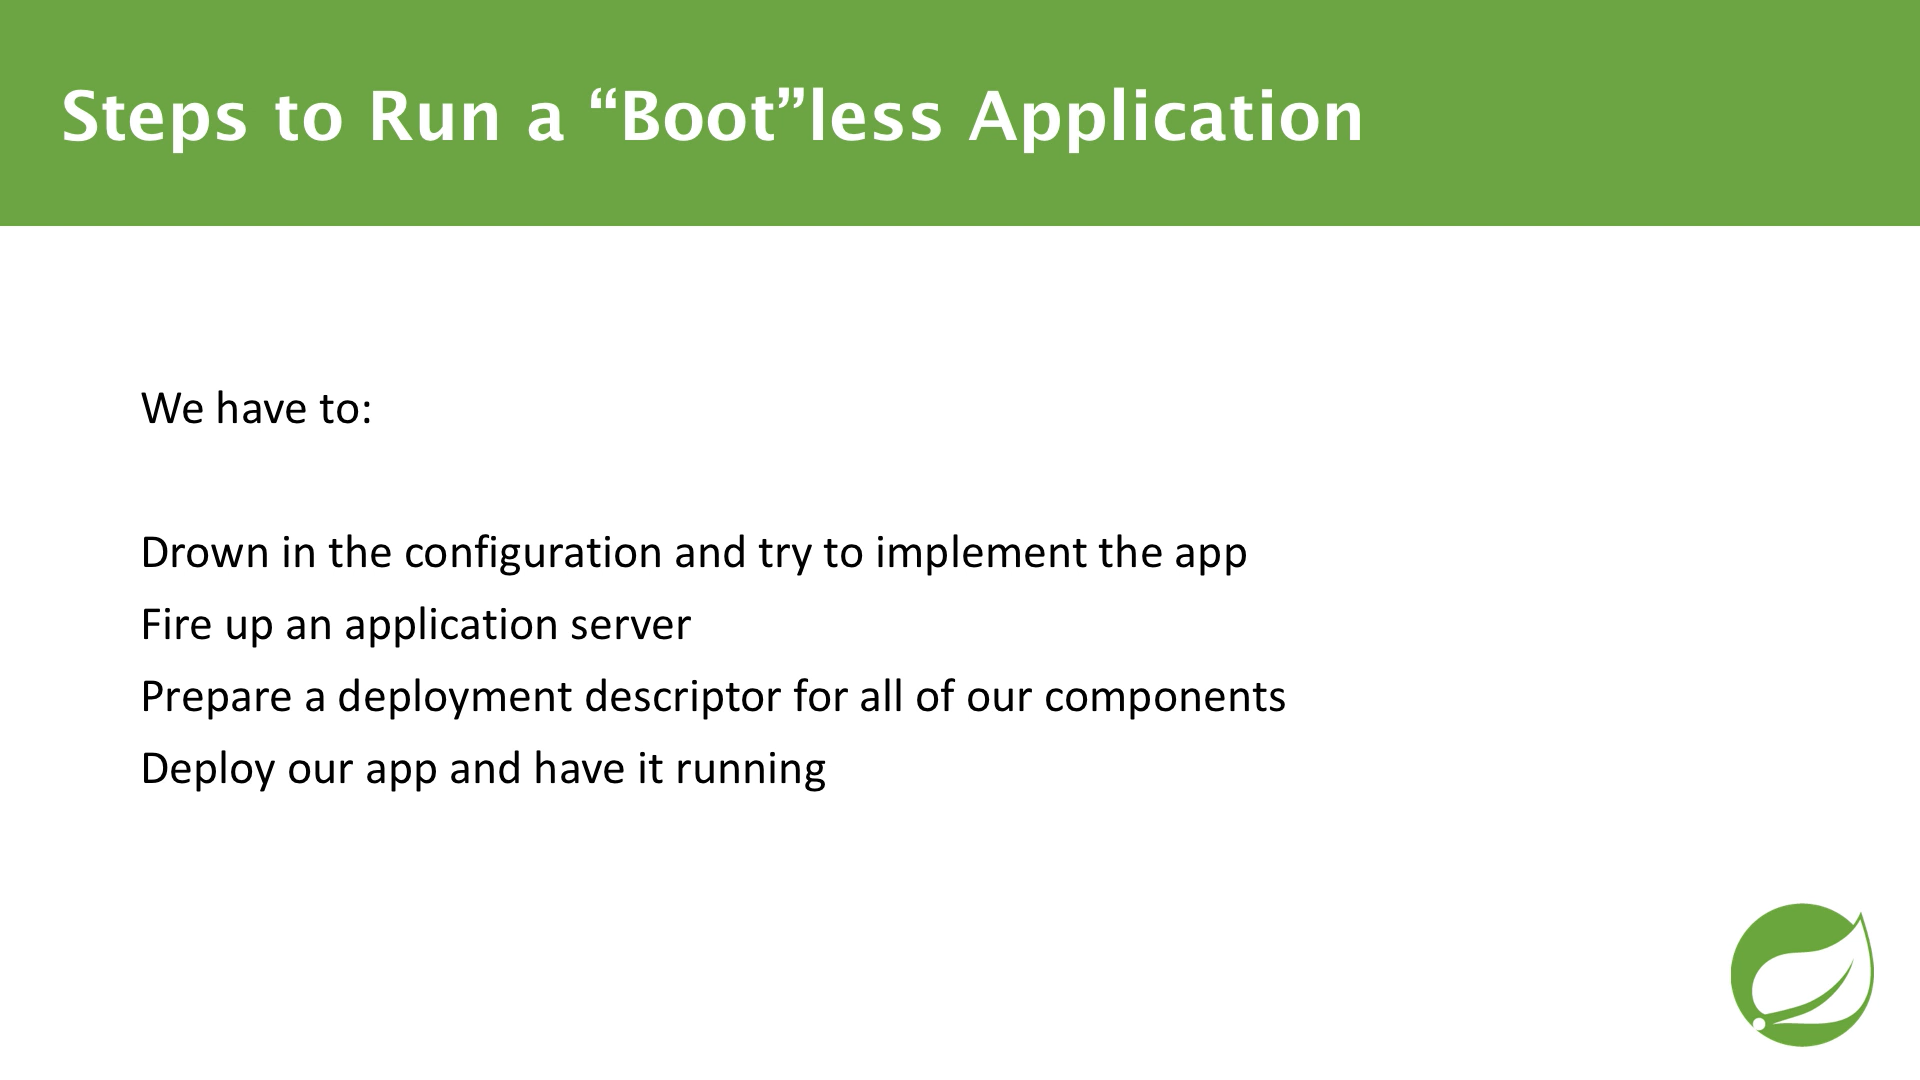 Steps to Run a “Boot”less Application
We have to:
Drown in the configuration and try to implement the app
Fire up an application server
Prepare a deployment descriptor for all of our components
Deploy our app and have it running